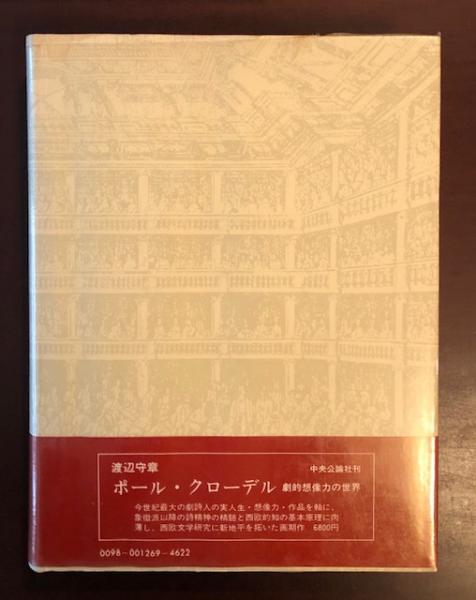 渡辺守章 中央公論社刊
ポール・クローデル 劇的想像力の世界
今世紀最大の劇詩人の実人生・想像力・作品を軸に、
象徴派以降の詩精神の精髄と西欧的知の基本原理に肉
薄し、西欧文学研究に新地平を拓いた画期作 6800円
0098-001269-4622